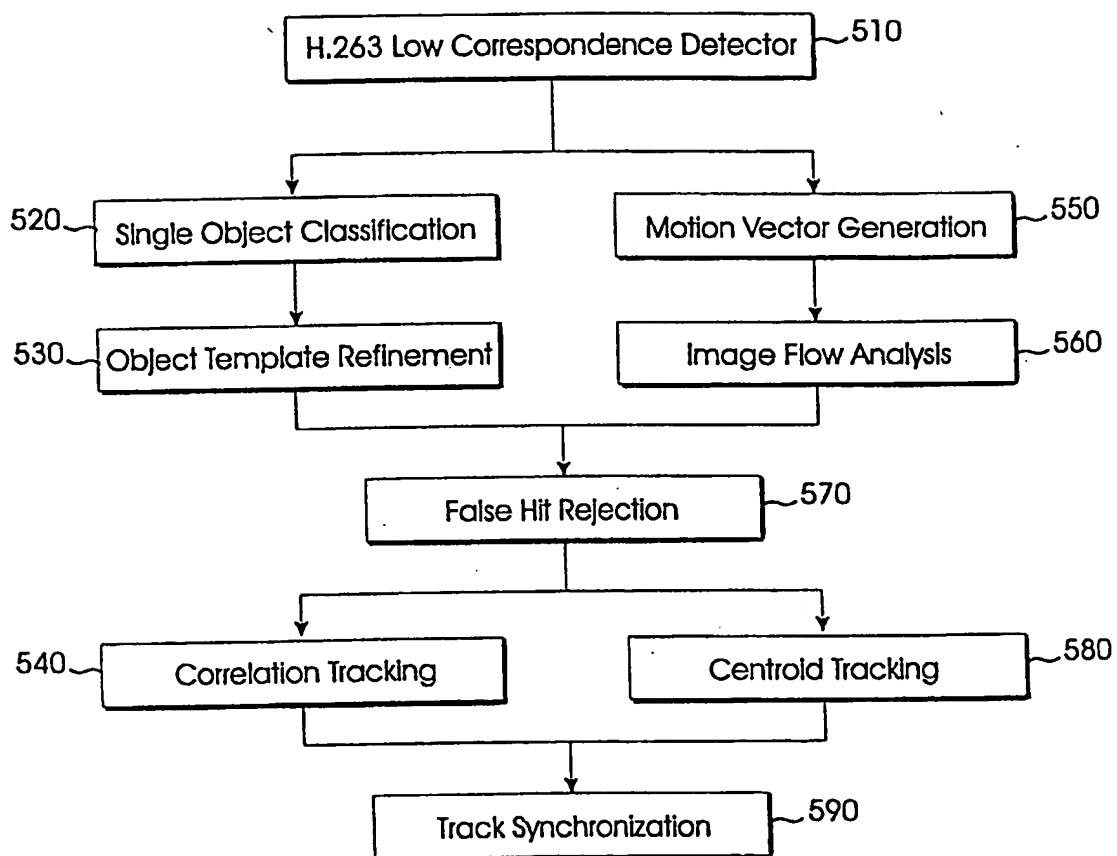 H.263 Low Correspondence Detector 510
520 Single Object Classification
Motion Vector Generation 550
530 Object Template Refinement
Image Flow Analysis 560
False Hit Rejection 570
540 Correlation Tracking
Centroid Tracking 580
Track Synchronization 590